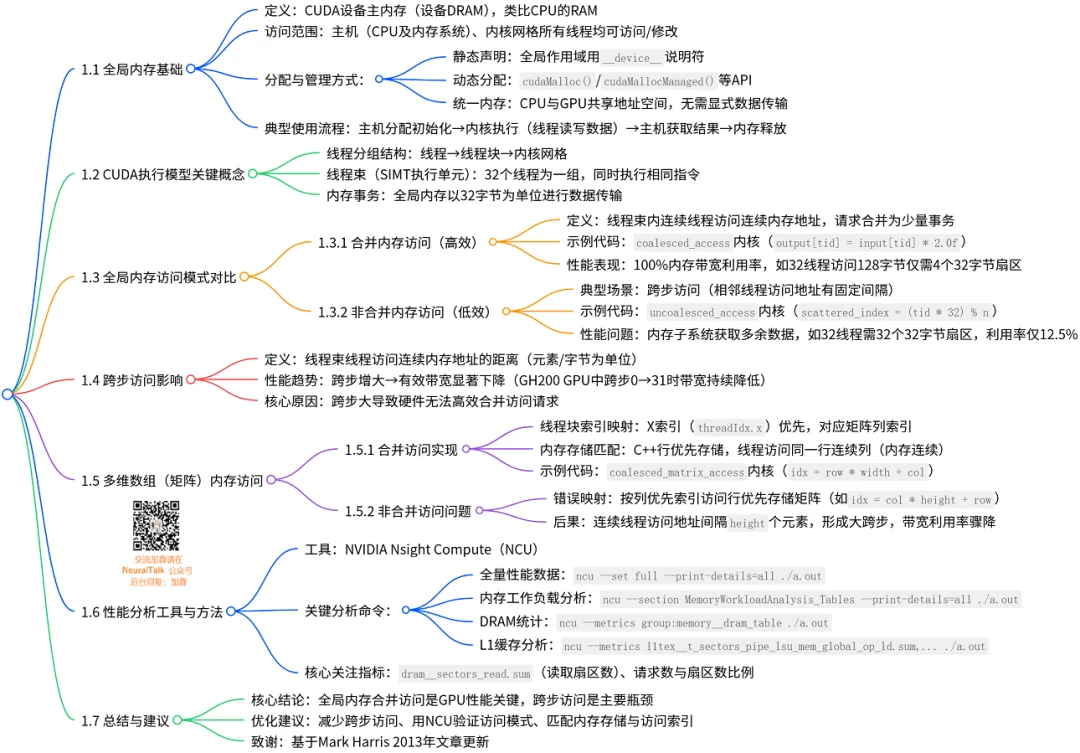 1.1 全局内存基础
定义：CUDA设备主内存（设备DRAM），类比CPU的RAM
访问范围：主机（CPU及内存系统）、内核网格所有线程均可访问/修改
分配与管理方式：
静态声明：全局作用域用 __device__ 说明符
动态分配：cudaMalloc() / cudaMallocManaged() 等API
统一内存：CPU与GPU共享地址空间，无需显式数据传输
典型使用流程：主机分配初始化→内核执行（线程读写数据）→主机获取结果→内存释放
1.2 CUDA执行模型关键概念
线程分组结构：线程→线程块→内核网格
线程束（SIMT执行单元）：32个线程为一组，同时执行相同指令
内存事务：全局内存以32字节为单位进行数据传输
1.3 全局内存访问模式对比
1.3.1 合并内存访问（高效）
定义：线程束内连续线程访问连续内存地址，请求合并为少量事务
示例代码：coalesced_access 内核（output[tid] = input[tid] * 2.0f）
性能表现：100%内存带宽利用率，如32线程访问128字节仅需4个32字节扇区
1.3.2 非合并内存访问（低效）
典型场景：跨步访问（相邻线程访问地址有固定间隔）
示例代码：uncoalesced_access 内核（scattered_index = (tid * 32) % n）
性能问题：内存子系统获取多余数据，如32线程需32个32字节扇区，利用率仅12.5%
1.4 跨步访问影响
定义：线程束线程访问连续内存地址的距离（元素/字节为单位）
性能趋势：跨步增大→有效带宽显著下降（GH200 GPU中跨步0→31时带宽持续降低）
核心原因：跨步大导致硬件无法高效合并访问请求
1.5 多维数组（矩阵）内存访问
1.5.1 合并访问实现
线程块索引映射：X索引（threadIdx.x）优先，对应矩阵列索引
内存存储匹配：C++行优先存储，线程访问同一行连续列（内存连续）
示例代码：coalesced_matrix_access 内核（idx = row * width + col）
1.5.2 非合并访问问题
错误映射：按列优先索引访问行优先存储矩阵（如 idx = col * height + row）
后果：连续线程访问地址间隔 height 个元素，形成大跨步，带宽利用率骤降
交流加群请在
NeuralTalk 公众号
后台回复：加群
1.6 性能分析工具与方法
工具：NVIDIA Nsight Compute（NCU）
关键分析命令：
全量性能数据：ncu --set full --print-details=all ./a.out
内存工作负载分析：ncu --section MemoryWorkloadAnalysis_Tables --print-details=all ./a.out
DRAM统计：ncu --metrics group:memory__dram_table ./a.out
L1缓存分析：ncu --metrics l1tex__t_sectors_pipe_lsu_mem_global_op_ld.sum,... ./a.out
核心关注指标：dram__sectors_read.sum（读取扇区数）、请求数与扇区数比例
1.7 总结与建议
核心结论：全局内存合并访问是GPU性能关键，跨步访问是主要瓶颈
优化建议：减少跨步访问、用NCU验证访问模式、匹配内存存储与访问索引
致谢：基于Mark Harris 2013年文章更新